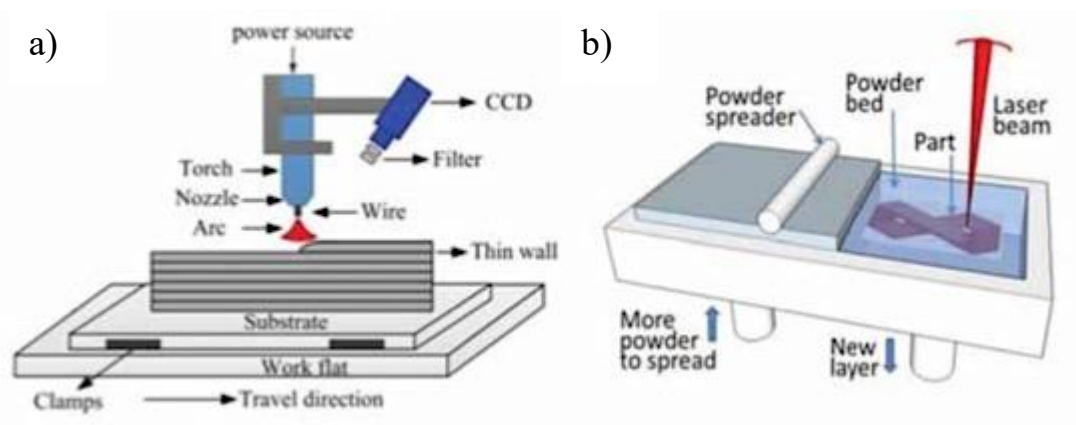 a)
power source
CCD
Filter
Torch
Nozzle
Wire
Arc
Thin wall
Substrate
Work flat
Clamps
Travel direction
b)
Powder
spreader
Powder
bed
Laser
beam
Part
More
powder
to spread
New
layer